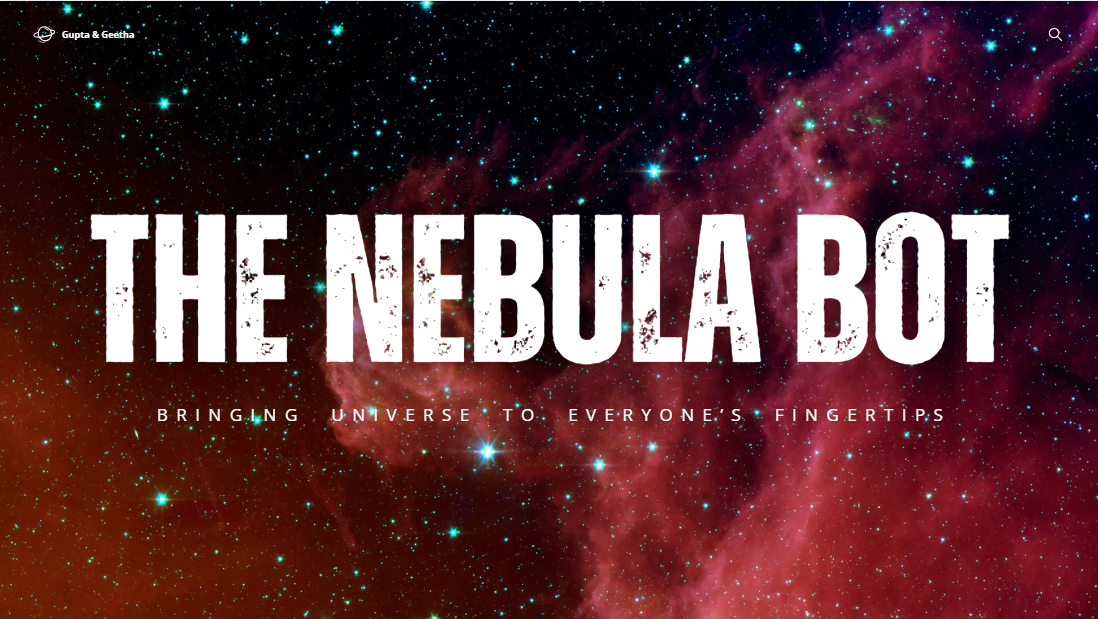 Gupta & Geetha
THE NEBULA BOT
BRINGING UNIVERSE TO EVERYONE’S FINGERTIPS